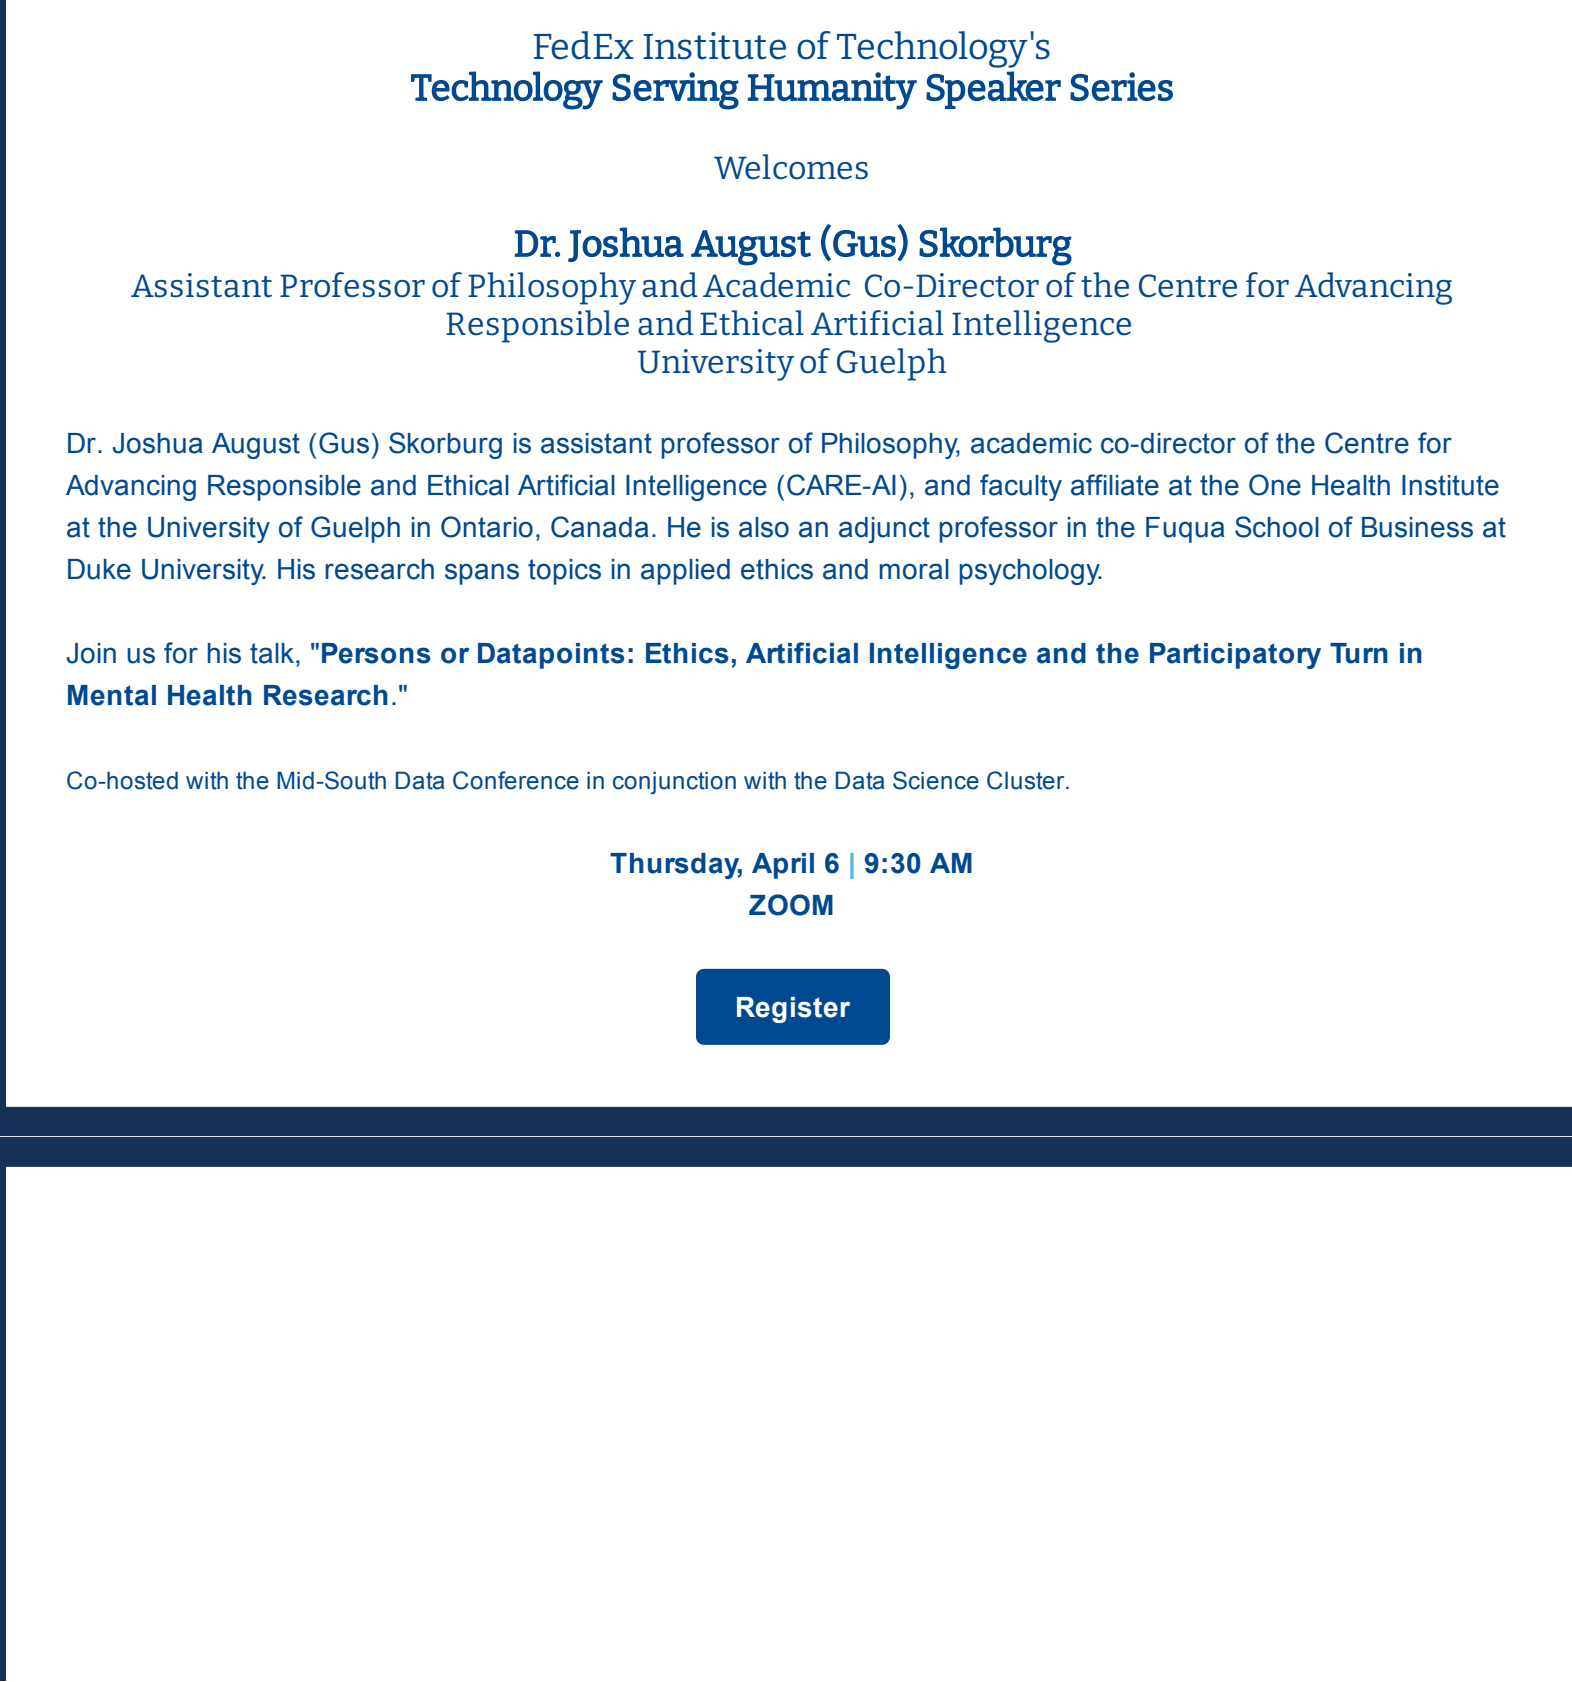 FedEx Institute of Technology's
Technology Serving Humanity Speaker Series
Welcomes
Dr. Joshua August (Gus) Skorburg
Assistant Professor of Philosophy and Academic Co-Director of the Centre for Advancing
Responsible and Ethical Artificial Intelligence
University of Guelph
Dr. Joshua August (Gus) Skorburg is assistant professor of Philosophy, academic co-director of the Centre for
Advancing Responsible and Ethical Artificial Intelligence (CARE-AI), and faculty affiliate at the One Health Institute
at the University of Guelph in Ontario, Canada. He is also an adjunct professor in the Fuqua School of Business at
Duke University. His research spans topics in applied ethics and moral psychology.
Join us for his talk, "Persons or Datapoints: Ethics, Artificial Intelligence and the Participatory Turn in
Mental Health Research."
Co-hosted with the Mid-South Data Conference in conjunction with the Data Science Cluster.
Thursday, April 6 | 9:30 AM
ZOOM
Register